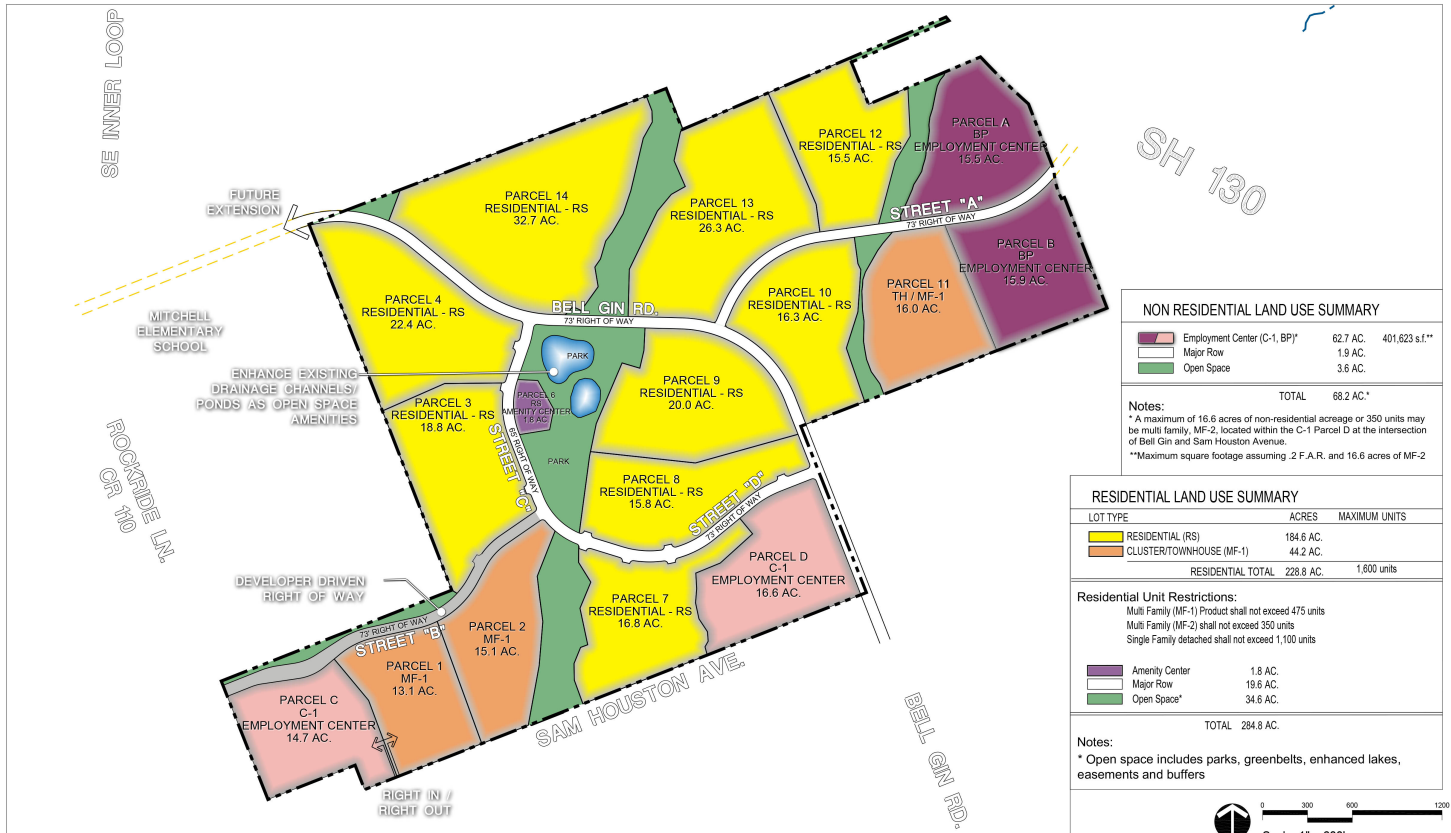 SE INNER LOOP
SH 130
FUTURE
EXTENSION
MITCHELL
ELEMENTARY
SCHOOL
ENHANCE EXISTING
DRAINAGE CHANNELS/
PONDS AS OPEN SPACE
AMENITIES
ROCKRIDE LN.
CR 110
DEVELOPER DRIVEN
RIGHT OF WAY
RIGHT IN /
RIGHT OUT
SAM HOUSTON AVE.
BELL GIN RD.
PARCEL 14
RESIDENTIAL - RS
32.7 AC.
PARCEL 13
RESIDENTIAL - RS
26.3 AC.
PARCEL 12
RESIDENTIAL - RS
15.5 AC.
PARCEL A
BP
EMPLOYMENT CENTER
15.5 AC.
STREET "A"
73' RIGHT OF WAY
PARCEL B
BP
EMPLOYMENT CENTER
15.9 AC.
PARCEL 11
TH / MF-1
16.0 AC.
PARCEL 10
RESIDENTIAL - RS
16.3 AC.
PARCEL 4
RESIDENTIAL - RS
22.4 AC.
BELL GIN RD.
73' RIGHT OF WAY
PARK
PARCEL 6
RS
AMENITY CENTER
1.8 AC.
PARK
PARCEL 9
RESIDENTIAL - RS
20.0 AC.
PARCEL 3
RESIDENTIAL - RS
18.8 AC.
STREET "C"
65' RIGHT OF WAY
PARCEL 8
RESIDENTIAL - RS
15.8 AC.
STREET "D"
73' RIGHT OF WAY
PARCEL D
C-1
EMPLOYMENT CENTER
16.6 AC.
PARCEL 7
RESIDENTIAL - RS
16.8 AC.
73' RIGHT OF WAY
STREET "B"
PARCEL 2
MF-1
15.1 AC.
PARCEL 1
MF-1
13.1 AC.
PARCEL C
C-1
EMPLOYMENT CENTER
14.7 AC.
NON RESIDENTIAL LAND USE SUMMARY
Employment Center (C-1, BP)* 62.7 AC. 401,623 s.f.**
Major Row 1.9 AC.
Open Space 3.6 AC.
TOTAL 68.2 AC.*
Notes:
* A maximum of 16.6 acres of non-residential acreage or 350 units may
be multi family, MF-2, located within the C-1 Parcel D at the intersection
of Bell Gin and Sam Houston Avenue.
**Maximum square footage assuming .2 F.A.R. and 16.6 acres of MF-2
RESIDENTIAL LAND USE SUMMARY
LOT TYPE ACRES MAXIMUM UNITS
RESIDENTIAL (RS) 184.6 AC.
CLUSTER/TOWNHOUSE (MF-1) 44.2 AC.
RESIDENTIAL TOTAL 228.8 AC. 1,600 units
Residential Unit Restrictions:
Multi Family (MF-1) Product shall not exceed 475 units
Multi Family (MF-2) shall not exceed 350 units
Single Family detached shall not exceed 1,100 units
Amenity Center 1.8 AC.
Major Row 19.6 AC.
Open Space* 34.6 AC.
TOTAL 284.8 AC.
Notes:
* Open space includes parks, greenbelts, enhanced lakes,
easements and buffers
0 300 600 1200